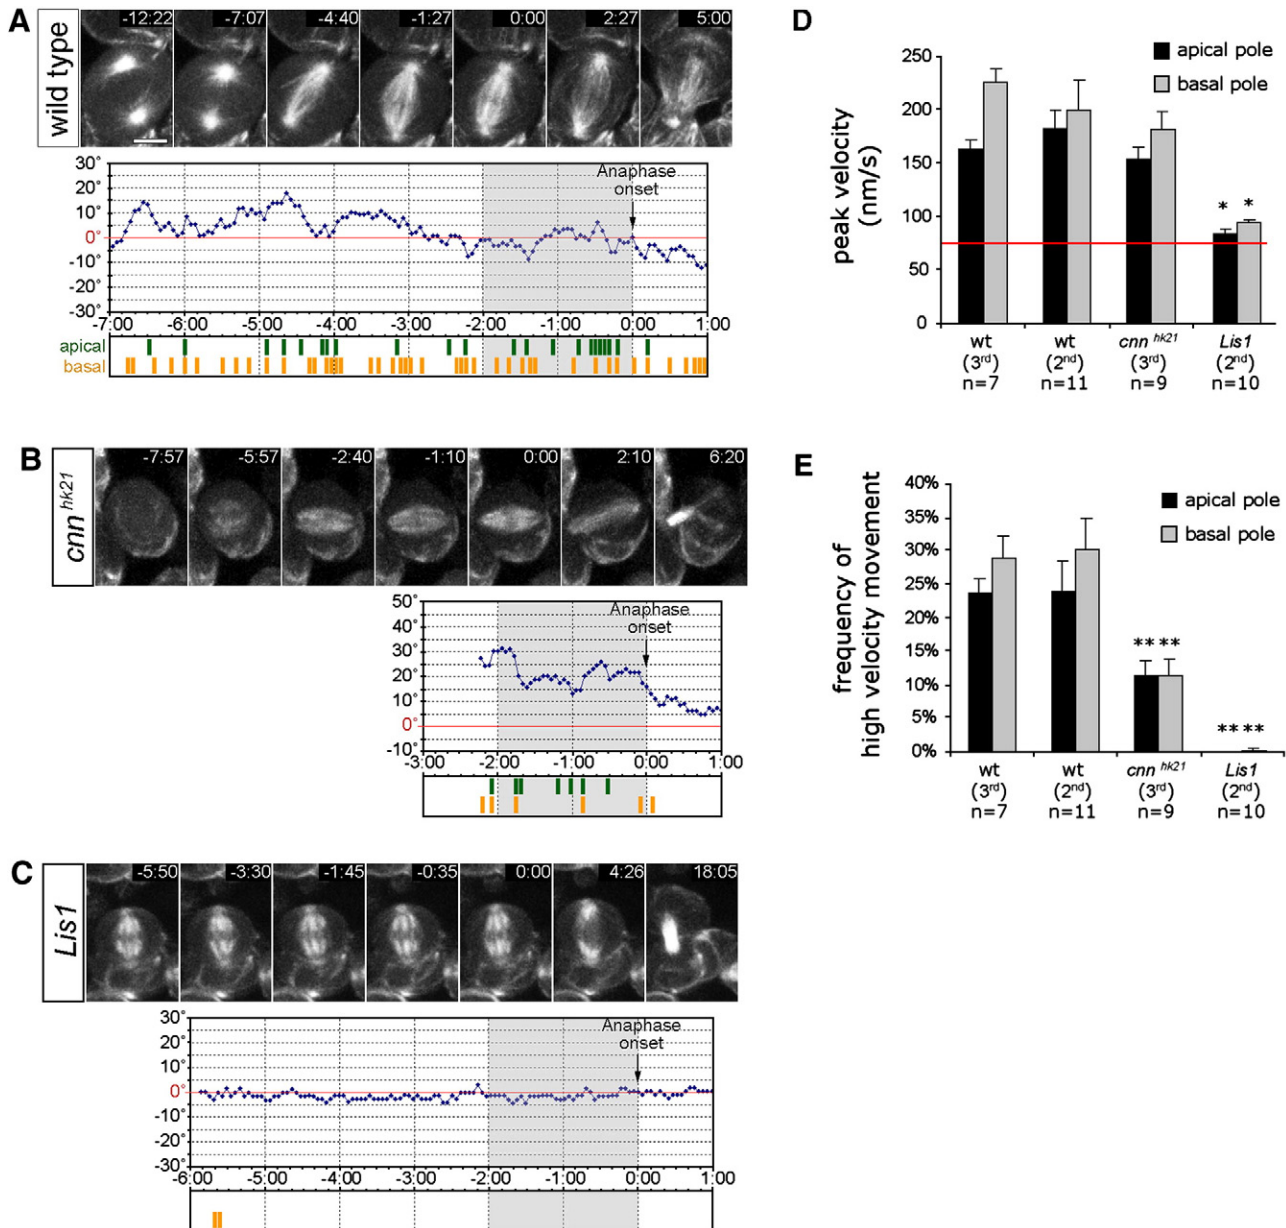 A
wild type
-12:22 -7:07 -4:40 -1:27 0:00 2:27 5:00
30°
20°
10°
0°
-10°
-20°
-30°
Anaphase
onset
-7:00 -6:00 -5:00 -4:00 -3:00 -2:00 -1:00 0:00 1:00
apical
basal
B
cnn hk21
-7:57 -5:57 -2:40 -1:10 0:00 2:10 6:20
50°
40°
30°
20°
10°
0°
-10°
Anaphase
onset
-3:00 -2:00 -1:00 0:00 1:00
C
Lis1
-5:50 -3:30 -1:45 -0:35 0:00 4:26 18:05
30°
20°
10°
0°
-10°
-20°
-30°
Anaphase
onset
-6:00 -5:00 -4:00 -3:00 -2:00 -1:00 0:00 1:00
D
peak velocity
(nm/s)
250
200
150
100
50
0
apical pole
basal pole
* *
wt wt cnn hk21 Lis1
(3rd) (2nd) (3rd) (2nd)
n=7 n=11 n=9 n=10
E
frequency of
high velocity movement
40%
35%
30%
25%
20%
15%
10%
5%
0%
apical pole
basal pole
** **
** **
wt wt cnn hk21 Lis1
(3rd) (2nd) (3rd) (2nd)
n=7 n=11 n=9 n=10